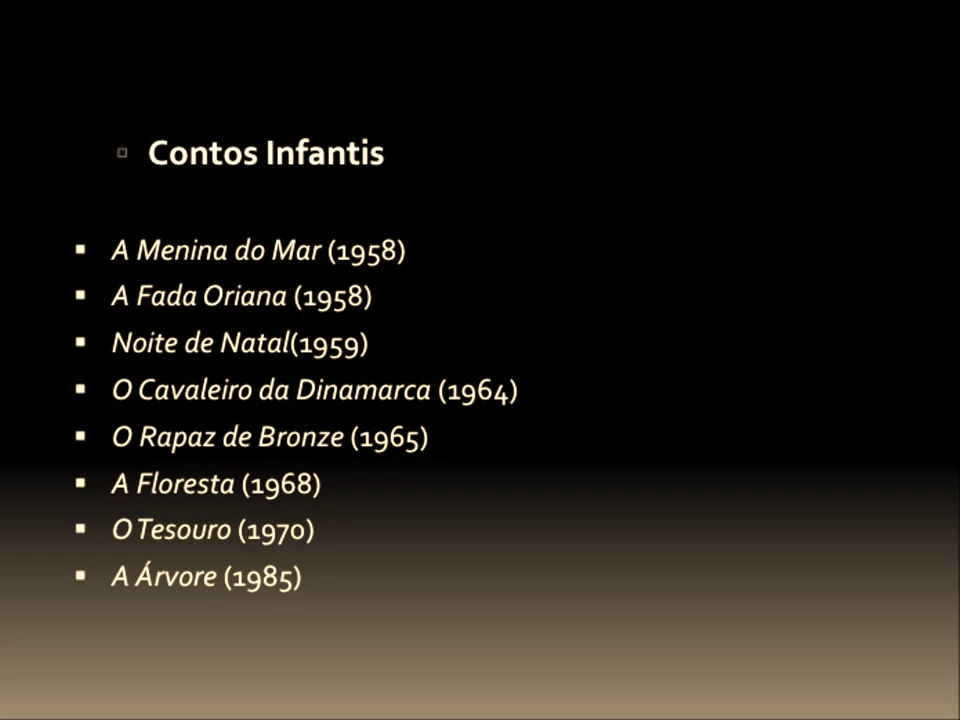 Contos Infantis
A Menina do Mar (1958)
A Fada Oriana (1958)
Noite de Natal(1959)
O Cavaleiro da Dinamarca (1964)
O Rapaz de Bronze (1965)
A Floresta (1968)
O Tesouro (1970)
A Árvore (1985)